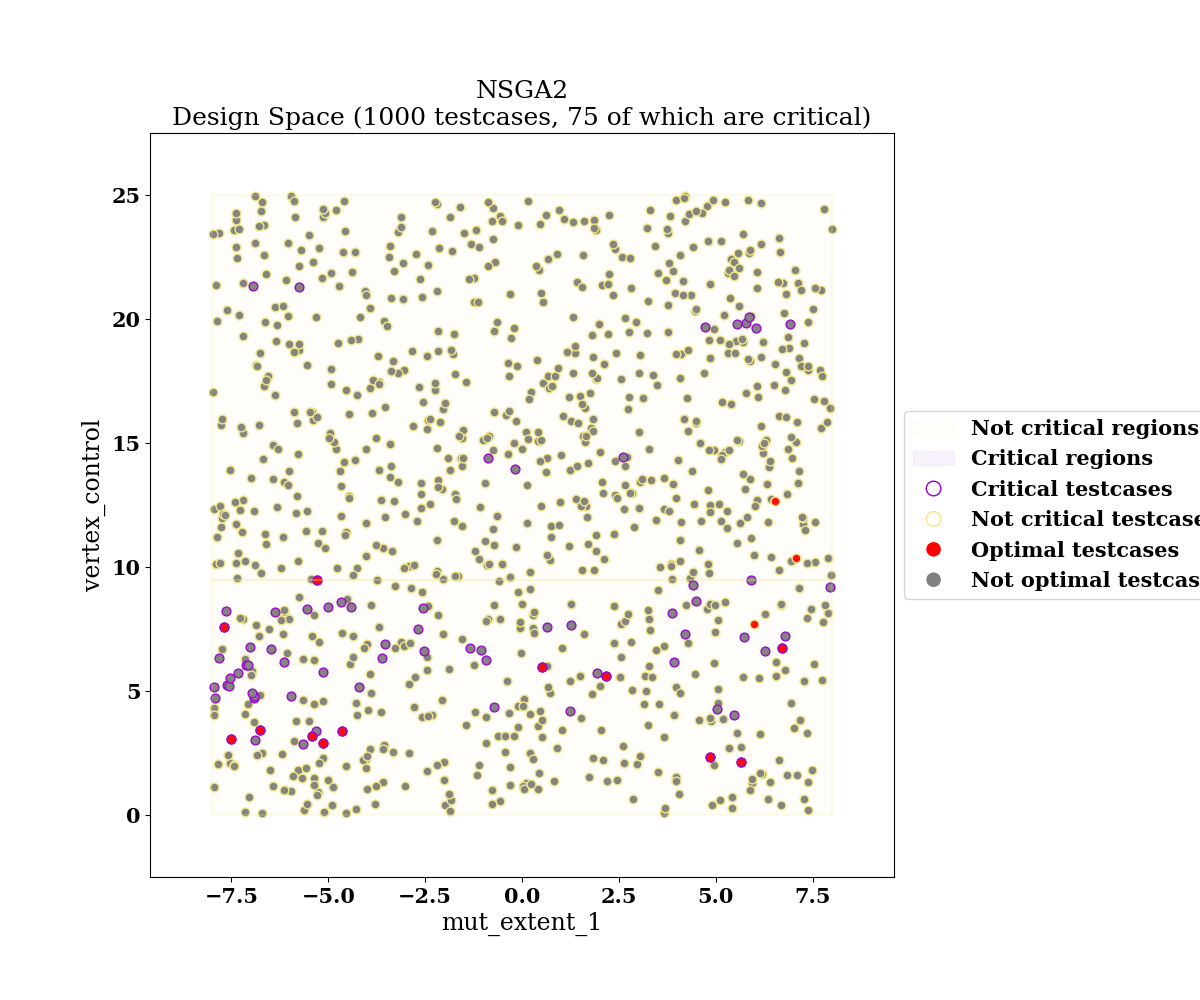 NSGA2
Design Space (1000 testcases, 75 of which are critical)
25
20
15
10
5
0
vertex_control
−7.5 −5.0 −2.5 0.0 2.5 5.0 7.5
mut_extent_1
Not critical regions
Critical regions
Critical testcases
Not critical testcase
Optimal testcases
Not optimal testcas